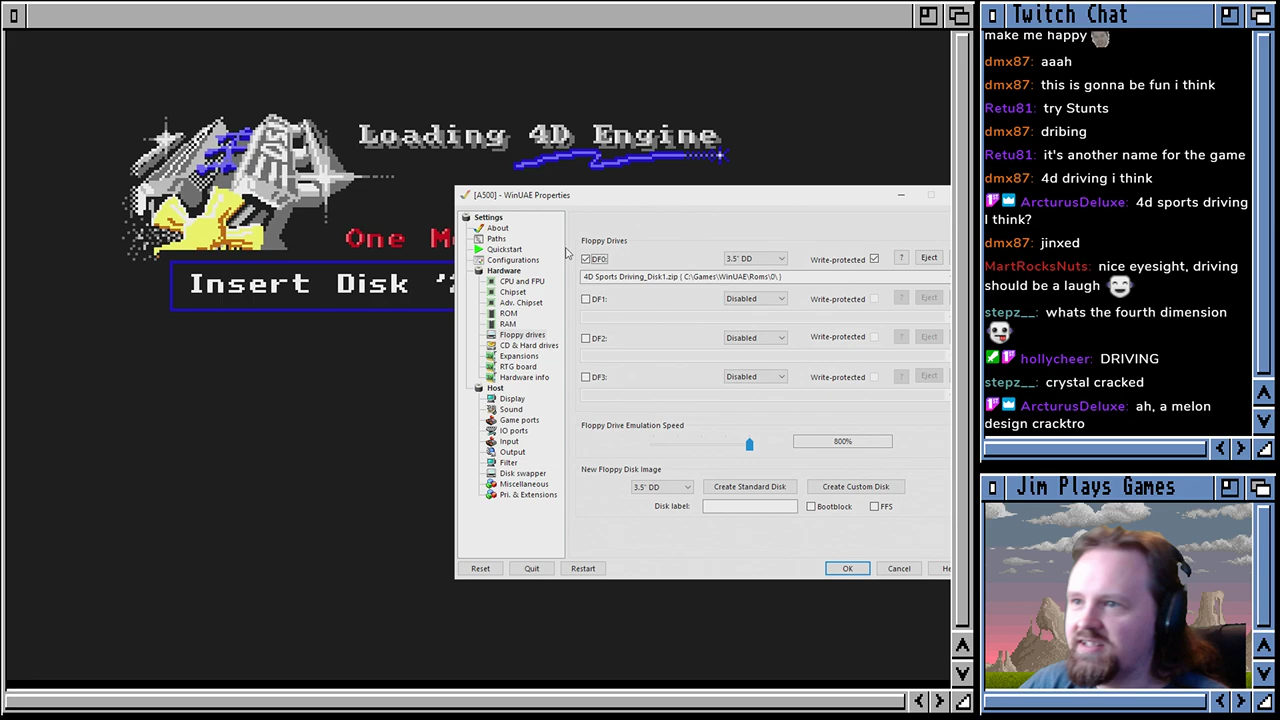 Loading 4D Engine
One M
Insert Disk '2
[A500] - WinUAE Properties
Settings
About
Paths
Quickstart
Configurations
Hardware
CPU and FPU
Chipset
Adv. Chipset
ROM
RAM
Floppy drives
CD & Hard drives
Expansions
RTG board
Hardware info
Host
Display
Sound
Game ports
IO ports
Input
Output
Filter
Disk swapper
Miscellaneous
Pri. & Extensions
Floppy Drives
DF0: 3.5" DD Write-protected ? Eject
4D Sports Driving_Disk1.zip { C:\Games\WinUAE\Roms\0\ }
DF1: Disabled Write-protected ? Eject
DF2: Disabled Write-protected ? Eject
DF3: Disabled Write-protected ? Eject
Floppy Drive Emulation Speed
800%
New Floppy Disk Image
3.5" DD Create Standard Disk Create Custom Disk
Disk label: Bootblock FFS
Reset Quit Restart OK Cancel He
Twitch Chat
make me happy
dmx87: aaah
dmx87: this is gonna be fun i think
Retu81: try Stunts
dmx87: dribing
Retu81: it's another name for the game
dmx87: 4d driving i think
ArcturusDeluxe: 4d sports driving
I think?
dmx87: jinxed
MartRocksNuts: nice eyesight, driving
should be a laugh
stepz__: whats the fourth dimension
hollycheer: DRIVING
stepz__: crystal cracked
ArcturusDeluxe: ah, a melon
design cracktro
Jim Plays Games